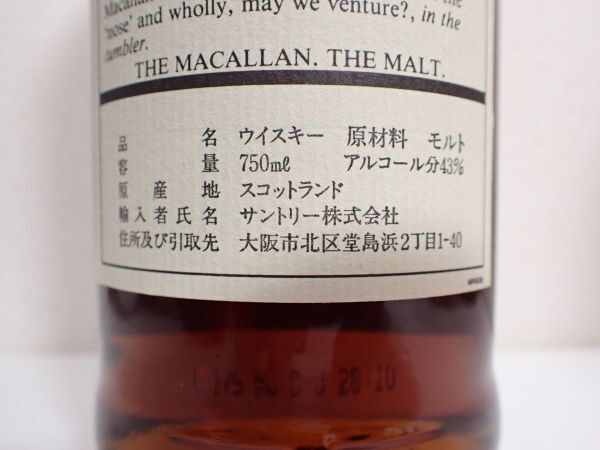 Macallan
'nose' and wholly, may we venture?, in the
tumbler.
THE MACALLAN. THE MALT.
品名 ウイスキー 原材料 モルト
容量 750mℓ アルコール分43%
原産地 スコットランド
輸入者氏名 サントリー株式会社
住所及び引取先 大阪市北区堂島浜2丁目1-40